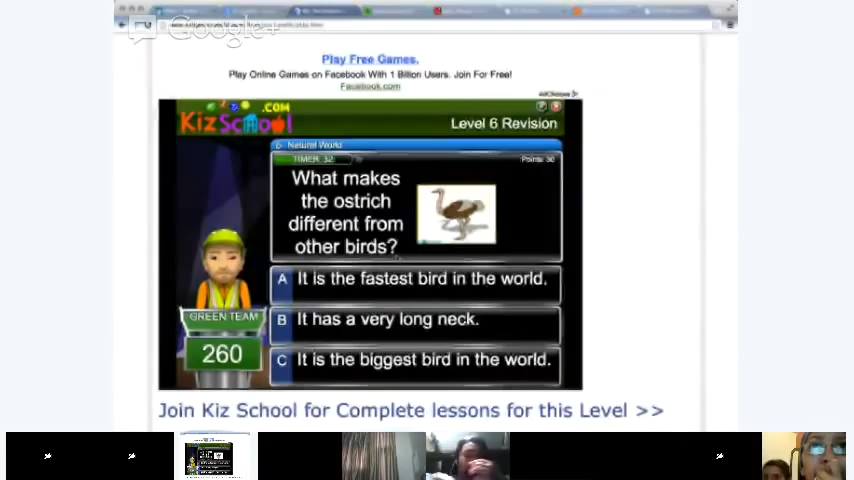 Google+
Play Free Games.
Play Online Games on Facebook With 1 Billion Users. Join For Free!
Facebook.com
AdChoices
KizSchool.COM
Level 6 Revision
Natural World
TIMER: 32
Points: 30
What makes
the ostrich
different from
other birds?
A It is the fastest bird in the world.
B It has a very long neck.
C It is the biggest bird in the world.
GREEN TEAM
260
Join Kiz School for Complete lessons for this Level >>